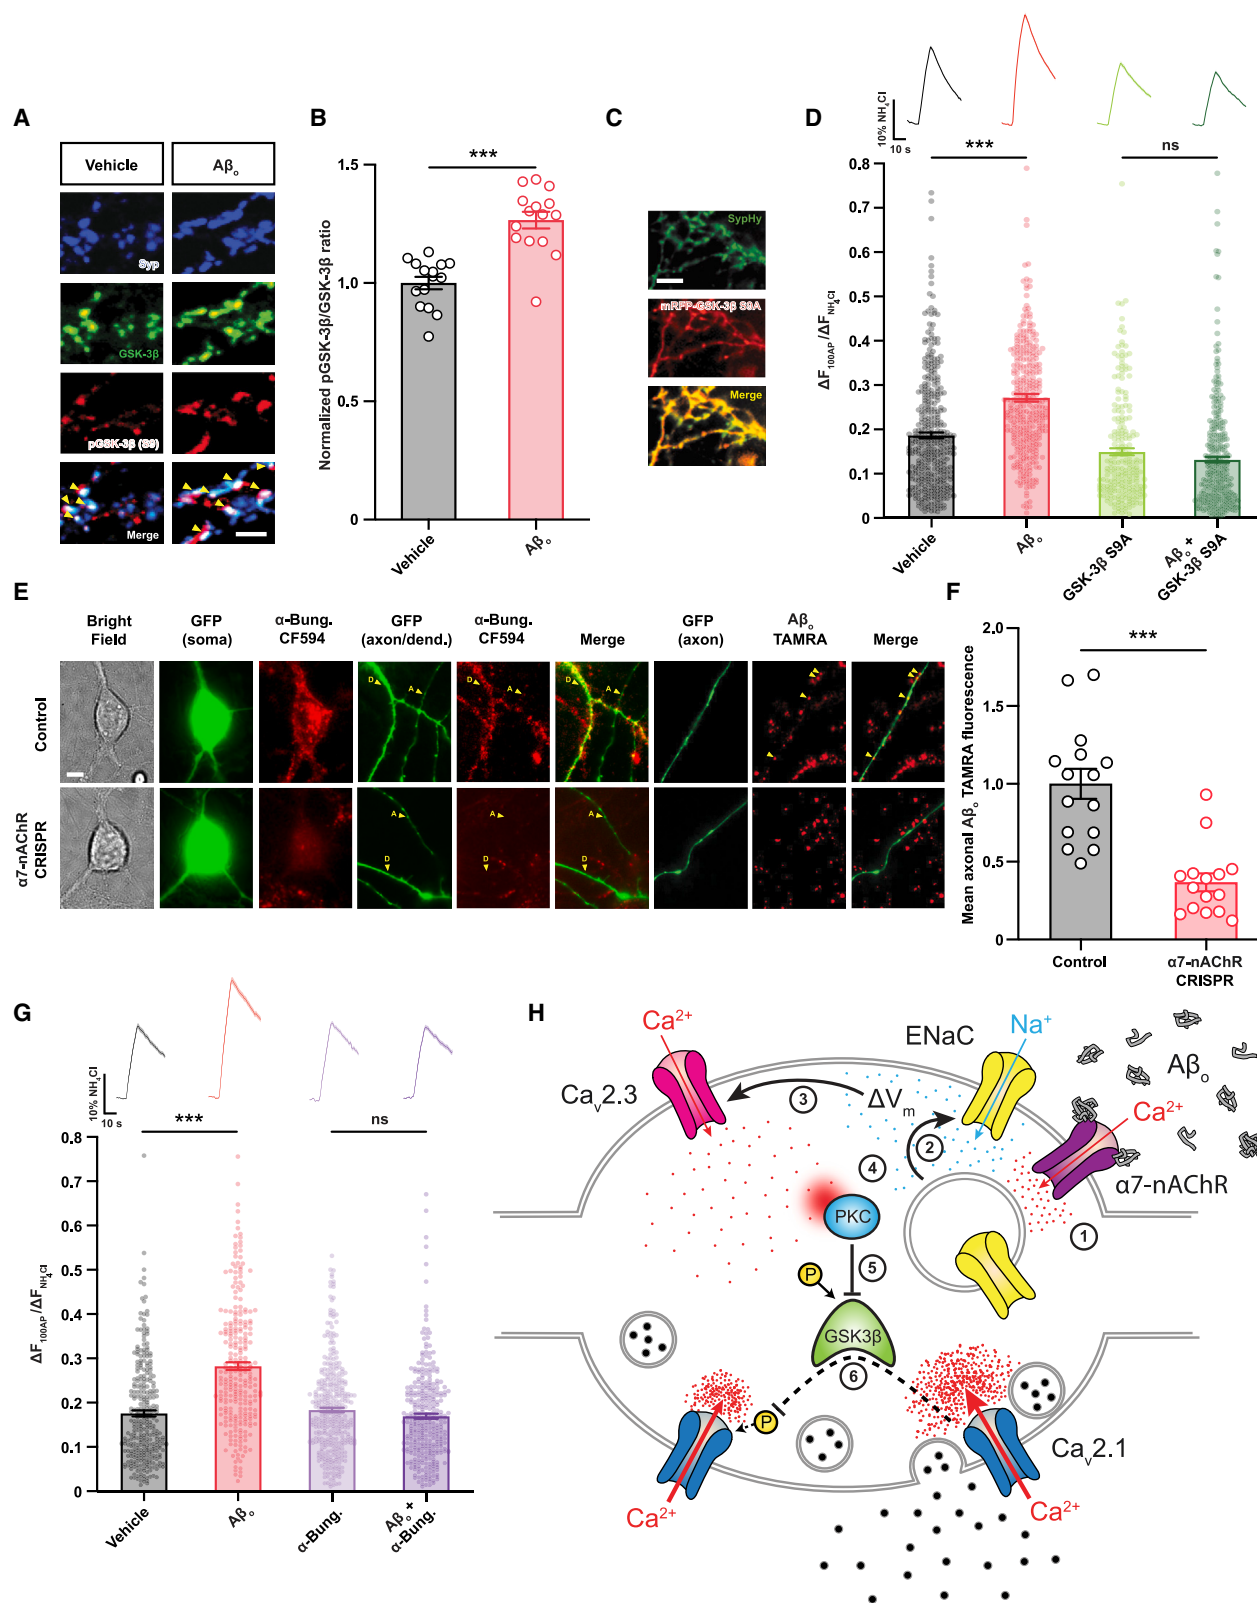 A
Vehicle
Aβo
Syp
GSK-3β
pGSK-3β (S9)
Merge
B
***
Normalized pGSK-3β/GSK-3β ratio
1.5
1.0
0.5
0
Vehicle
Aβo
C
SypHy
mRFP-GSK-3β S9A
Merge
D
10% NH4Cl
10 s
***
ns
ΔF100AP/ΔFNH4Cl
0.8
0.7
0.6
0.5
0.4
0.3
0.2
0.1
0
Vehicle
Aβo
GSK-3β S9A
Aβo +
GSK-3β S9A
E
Bright
Field
GFP
(soma)
α-Bung.
CF594
GFP
(axon/dend.)
α-Bung.
CF594
Merge
GFP
(axon)
Aβo
TAMRA
Merge
Control
D
A
D
A
D
A
α7-nAChR
CRISPR
A
D
A
D
A
D
F
***
Mean axonal Aβo TAMRA fluorescence
2.0
1.5
1.0
0.5
0
Control
α7-nAChR
CRISPR
G
10% NH4Cl
10 s
***
ns
ΔF100AP/ΔFNH4Cl
0.8
0.7
0.6
0.5
0.4
0.3
0.2
0.1
0
Vehicle
Aβo
α-Bung.
Aβo +
α-Bung.
H
Ca2+
ENaC
Na+
Aβo
Cav2.3
3
ΔVm
Ca2+
4
2
α7-nAChR
PKC
1
5
P
GSK3β
6
P
Cav2.1
Ca2+
Ca2+